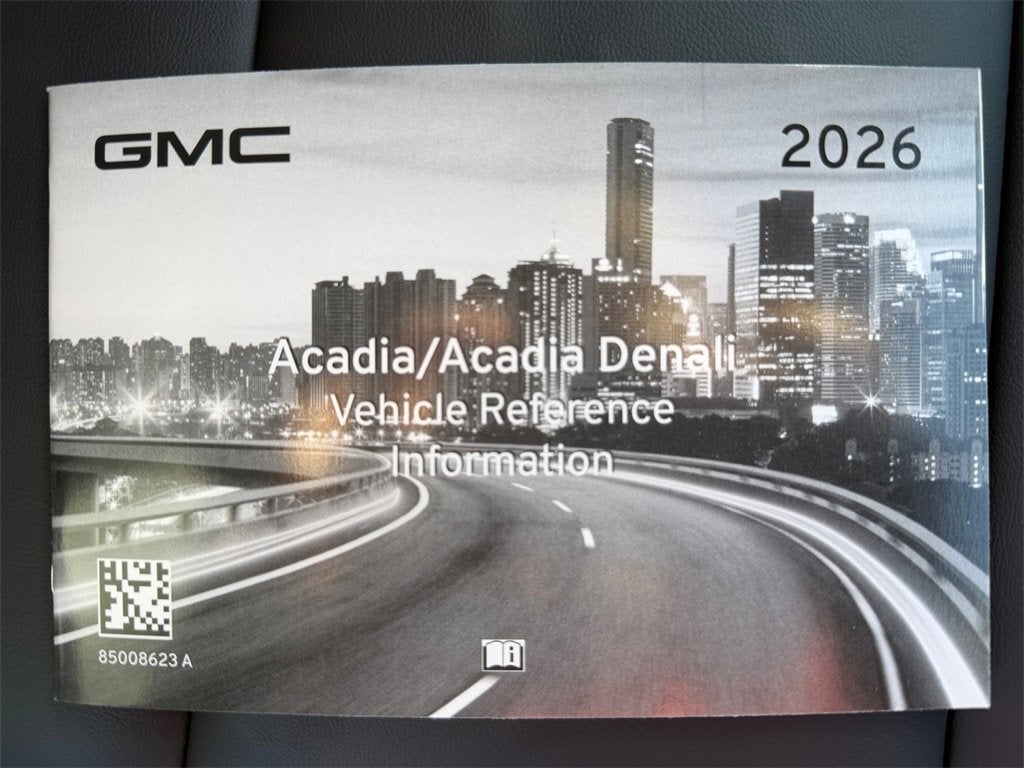 GMC
2026
Acadia/Acadia Denali
Vehicle Reference
Information
85008623 A
i